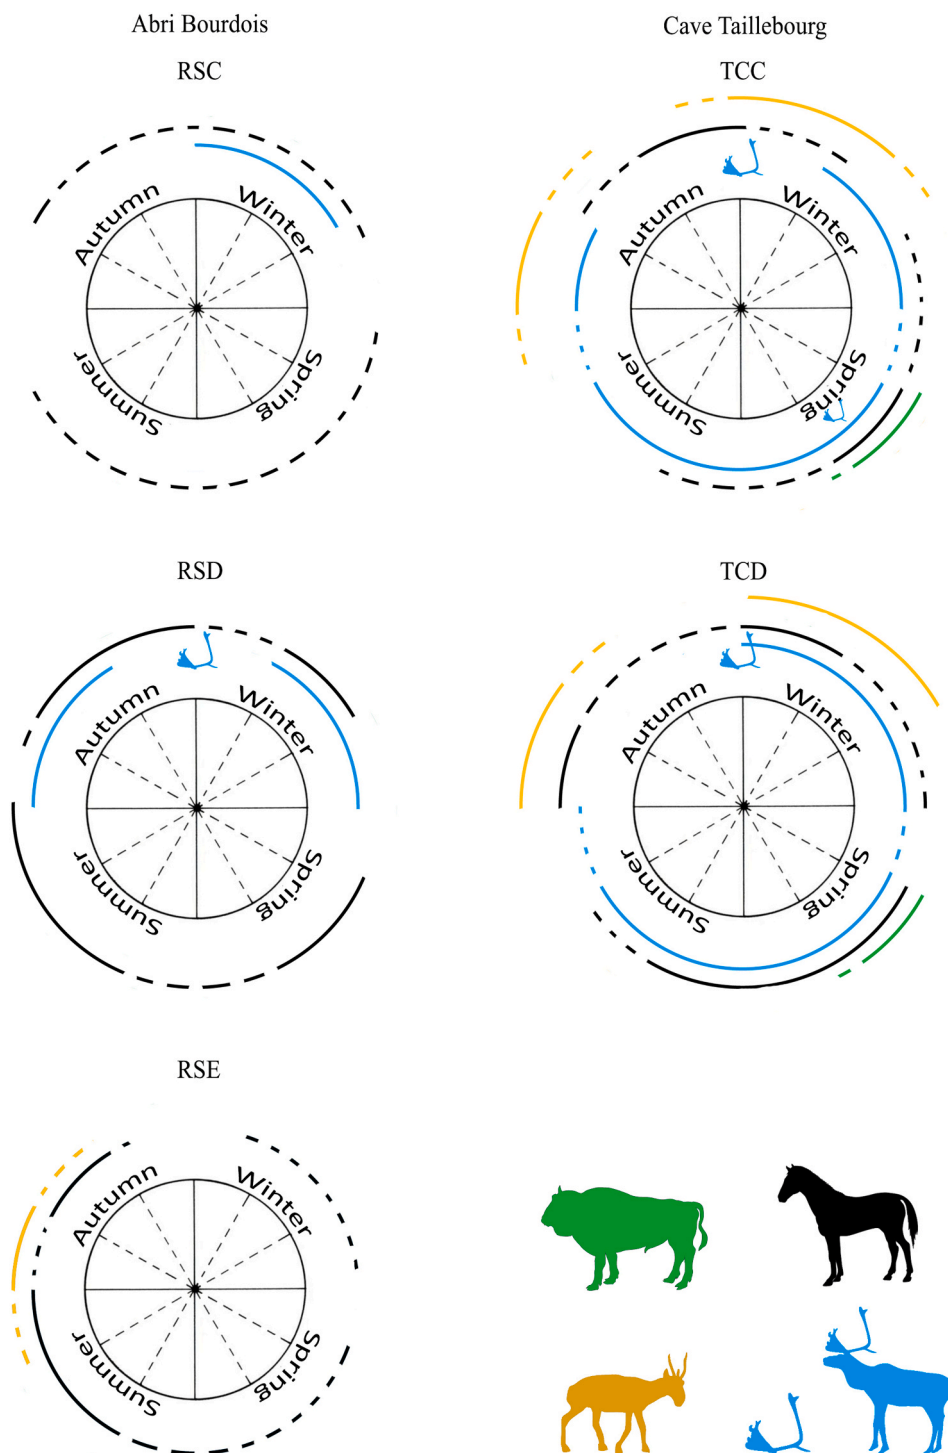 Abri Bourdois
Cave Taillebourg
RSC
TCC
Autumn
Winter
Summer
Spring
Autumn
Winter
Summer
Spring
RSD
TCD
Autumn
Winter
Summer
Spring
Autumn
Winter
Summer
Spring
RSE
Autumn
Winter
Summer
Spring